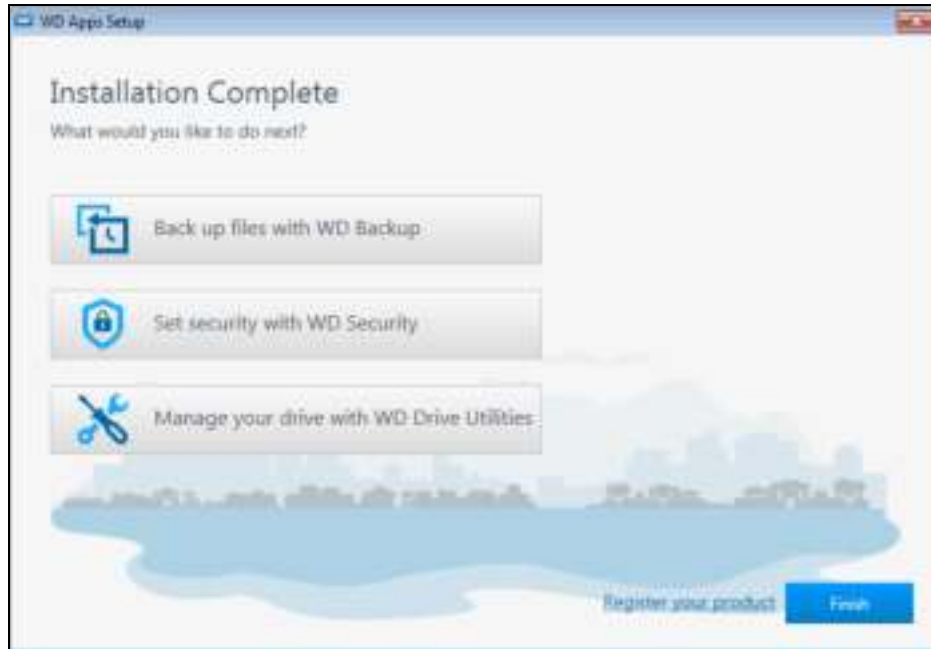 WD Apps Setup
Installation Complete
What would you like to do next?
Back up files with WD Backup
Set security with WD Security
Manage your drive with WD Drive Utilities
Register your product
Finish